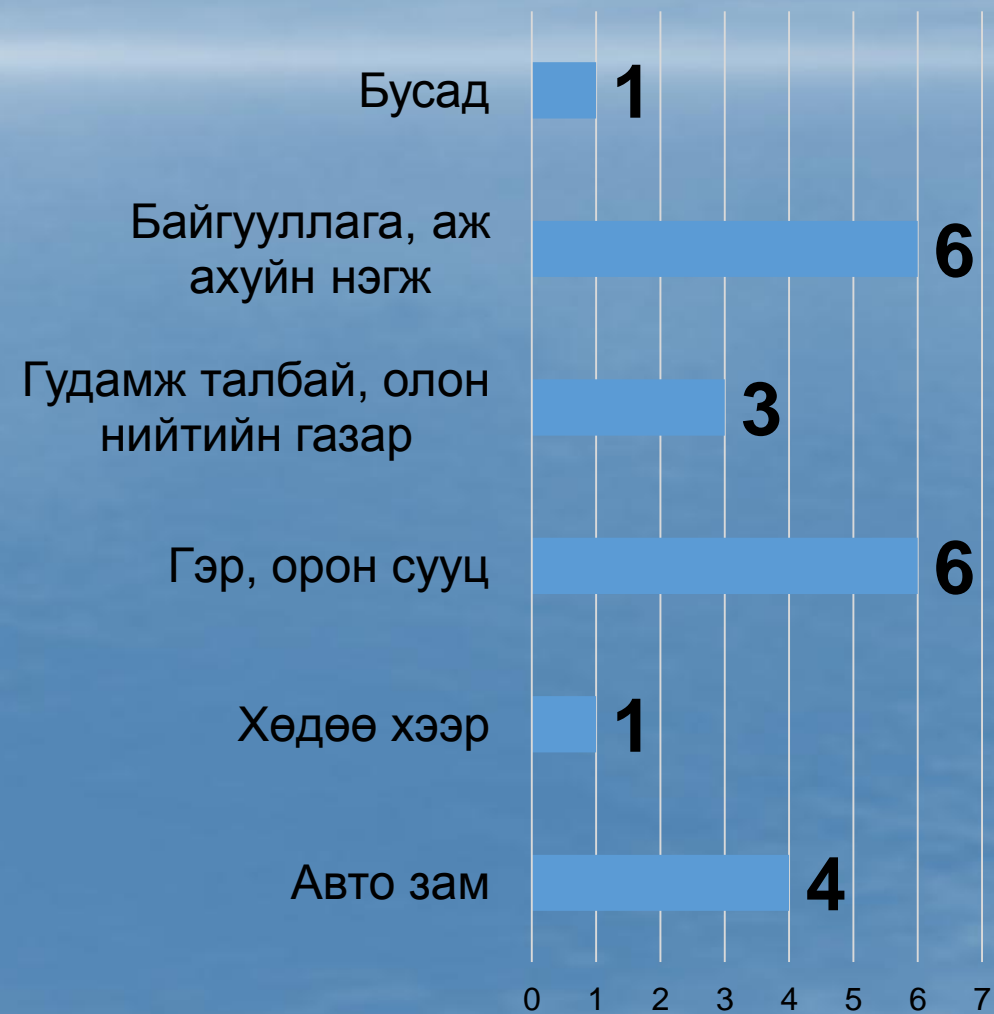 Бусад
1
Байгууллага, аж
ахуйн нэгж
6
Гудамж талбай, олон
нийтийн газар
3
Гэр, орон сууц
6
Хөдөө хээр
1
Авто зам
4
0 1 2 3 4 5 6 7